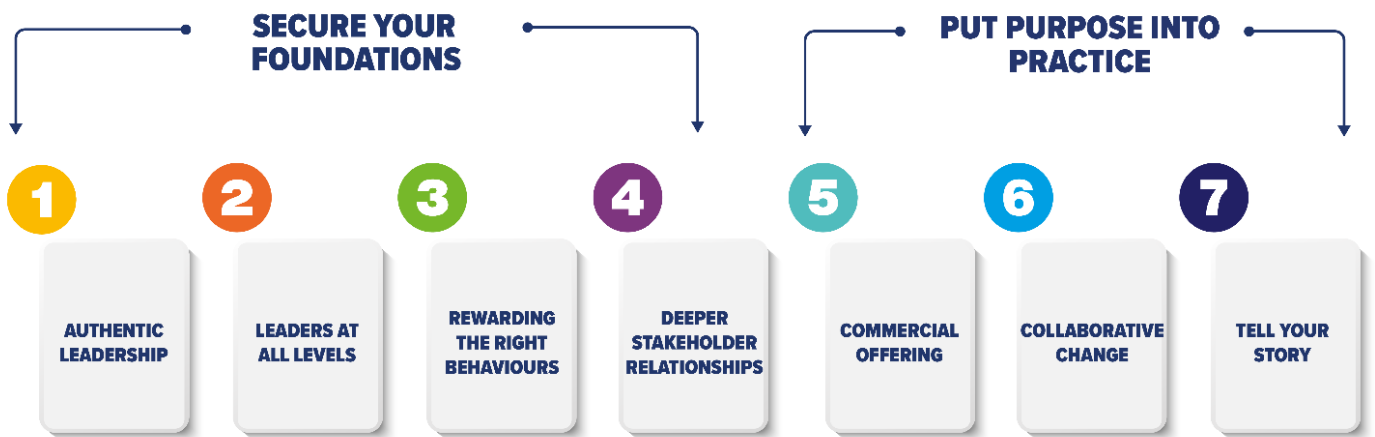 SECURE YOUR
FOUNDATIONS
PUT PURPOSE INTO
PRACTICE
1
2
3
4
5
6
7
AUTHENTIC
LEADERSHIP
LEADERS AT
ALL LEVELS
REWARDING
THE RIGHT
BEHAVIOURS
DEEPER
STAKEHOLDER
RELATIONSHIPS
COMMERCIAL
OFFERING
COLLABORATIVE
CHANGE
TELL YOUR
STORY